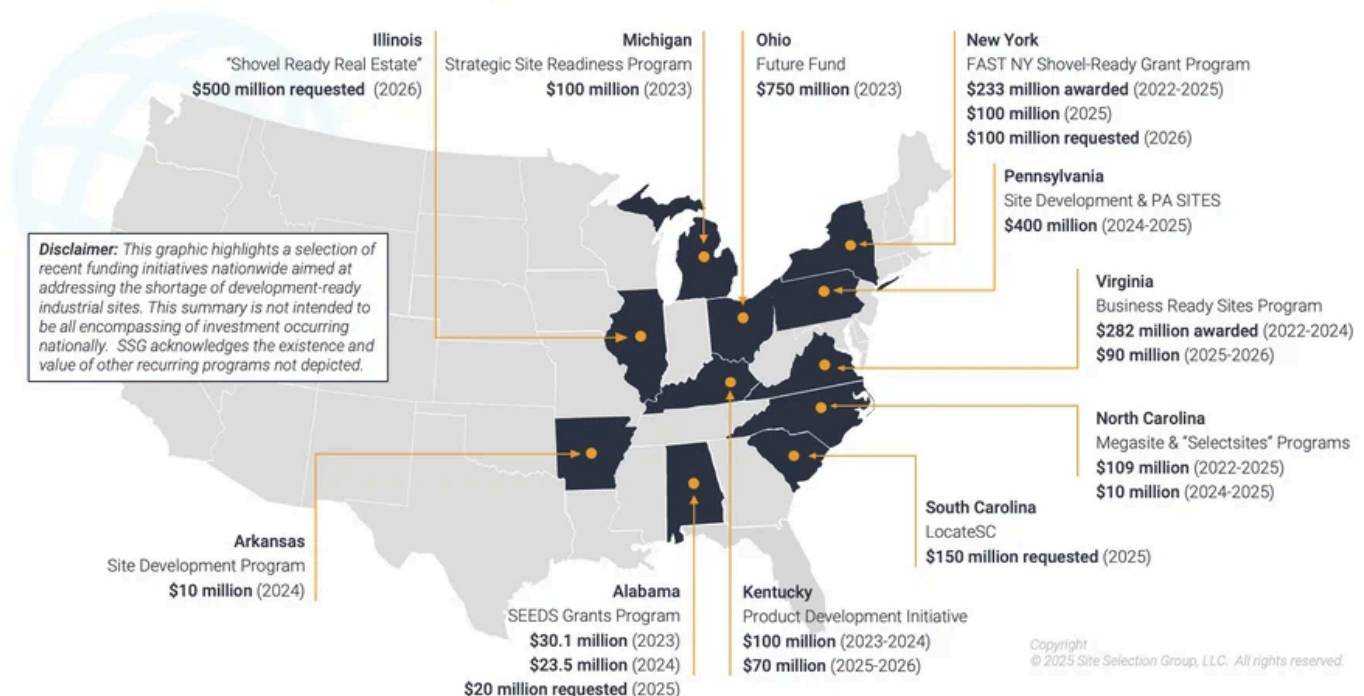 Illinois
"Shovel Ready Real Estate"
$500 million requested (2026)
Michigan
Strategic Site Readiness Program
$100 million (2023)
Ohio
Future Fund
$750 million (2023)
New York
FAST NY Shovel-Ready Grant Program
$233 million awarded (2022-2025)
$100 million (2025)
$100 million requested (2026)
Pennsylvania
Site Development & PA SITES
$400 million (2024-2025)
Disclaimer: This graphic highlights a selection of
recent funding initiatives nationwide aimed at
addressing the shortage of development-ready
industrial sites. This summary is not intended to
be all encompassing of investment occurring
nationally. SSG acknowledges the existence and
value of other recurring programs not depicted.
Virginia
Business Ready Sites Program
$282 million awarded (2022-2024)
$90 million (2025-2026)
North Carolina
Megasite & "Selectsites" Programs
$109 million (2022-2025)
$10 million (2024-2025)
South Carolina
LocateSC
$150 million requested (2025)
Arkansas
Site Development Program
$10 million (2024)
Alabama
SEEDS Grants Program
$30.1 million (2023)
$23.5 million (2024)
$20 million requested (2025)
Kentucky
Product Development Initiative
$100 million (2023-2024)
$70 million (2025-2026)
Copyright
© 2025 Site Selection Group, LLC. All rights reserved.